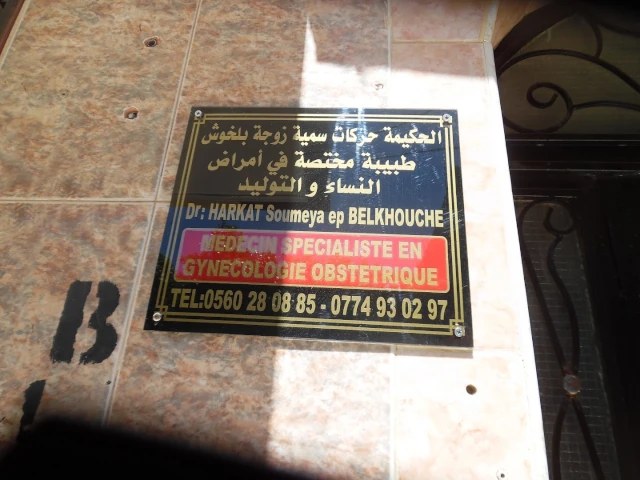 الحكيمة حركات سمية زوجة بلخوش
طبيبة مختصة في أمراض
النساء و التوليد
Dr: HARKAT Soumeya ep BELKHOUCHE
MEDECIN SPECIALISTE EN
GYNECOLOGIE OBSTETRIQUE
TEL:0560 28 08 85 - 0774 93 02 97
B